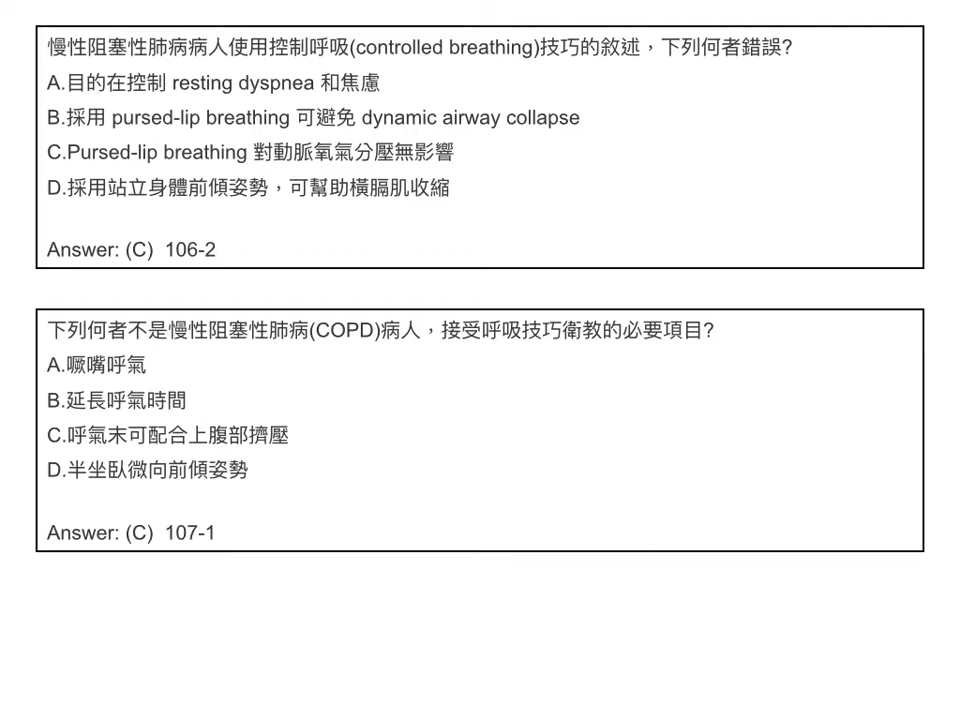 慢性阻塞性肺病病人使用控制呼吸(controlled breathing)技巧的敘述，下列何者錯誤?
A.目的在控制 resting dyspnea 和焦慮
B.採用 pursed-lip breathing 可避免 dynamic airway collapse
C.Pursed-lip breathing 對動脈氧氣分壓無影響
D.採用站立身體前傾姿勢，可幫助橫膈肌收縮
Answer: (C) 106-2
下列何者不是慢性阻塞性肺病(COPD)病人，接受呼吸技巧衛教的必要項目?
A.噘嘴呼氣
B.延長呼氣時間
C.呼氣末可配合上腹部擠壓
D.半坐臥微向前傾姿勢
Answer: (C) 107-1